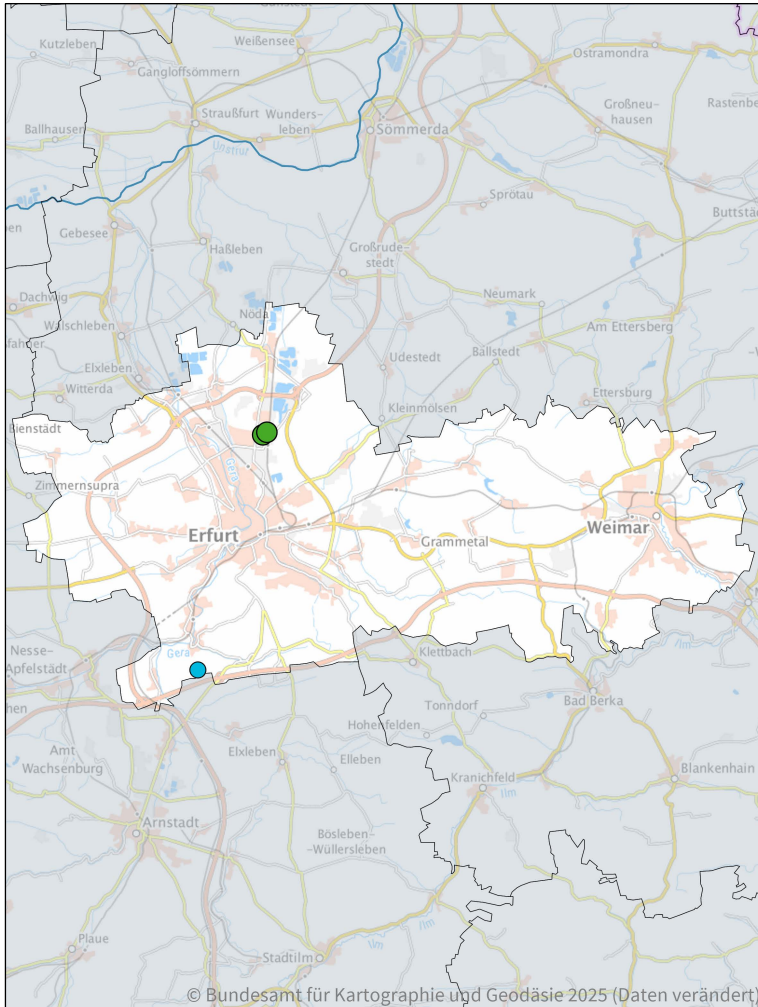 Kutzleben
Weißensee
Ostramondra
Gangloffsömmern
Straußfurt
Wunders-
leben
Sömmerda
Großneu-
hausen
Rastenbe
Ballhausen
Unstrut
Sprötau
Buttstä
Gebesee
Haßleben
Großrude-
stedt
Dachwig
Neumark
Nöda
Walschleben
Am Ettersberg
sfahner
Elxleben
Udestedt
Ballstedt
Witterda
Kleinmölsen
Ettersburg
Bienstädt
Gera
Zimmernsupra
Erfurt
Grammetal
Weimar
Nesse-
Apfelstädt
Gera
Klettbach
Ilm
Bad Berka
Tonndorf
Hohenfelden
Amt
Wachsenburg
Elxleben
Elleben
Kranichfeld
Ilm
Blankenhain
Arnstadt
Bösleben-
Wüllersleben
Plaue
Stadtilm
Ilm
Ilm
© Bundesamt für Kartographie und Geodäsie 2025 (Daten verändert)